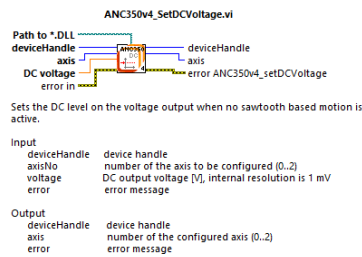 ANC350v4_SetDCVoltage.vi
Path to *.DLL
deviceHandle
axis
DC voltage
error in
ANC350
DC
4
deviceHandle
axis
error ANC350v4_setDCVoltage
Sets the DC level on the voltage output when no sawtooth based motion is
active.
Input
deviceHandle device handle
axisNo number of the axis to be configured (0..2)
voltage DC output voltage [V], internal resolution is 1 mV
error error message
Output
deviceHandle device handle
axis number of the configured axis (0..2)
error error message